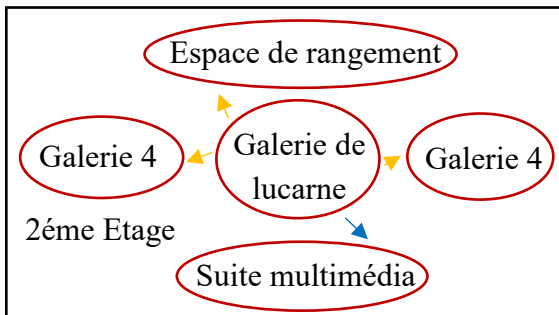 Espace de rangement
Galerie 4
Galerie de
lucarne
Galerie 4
2éme Etage
Suite multimédia